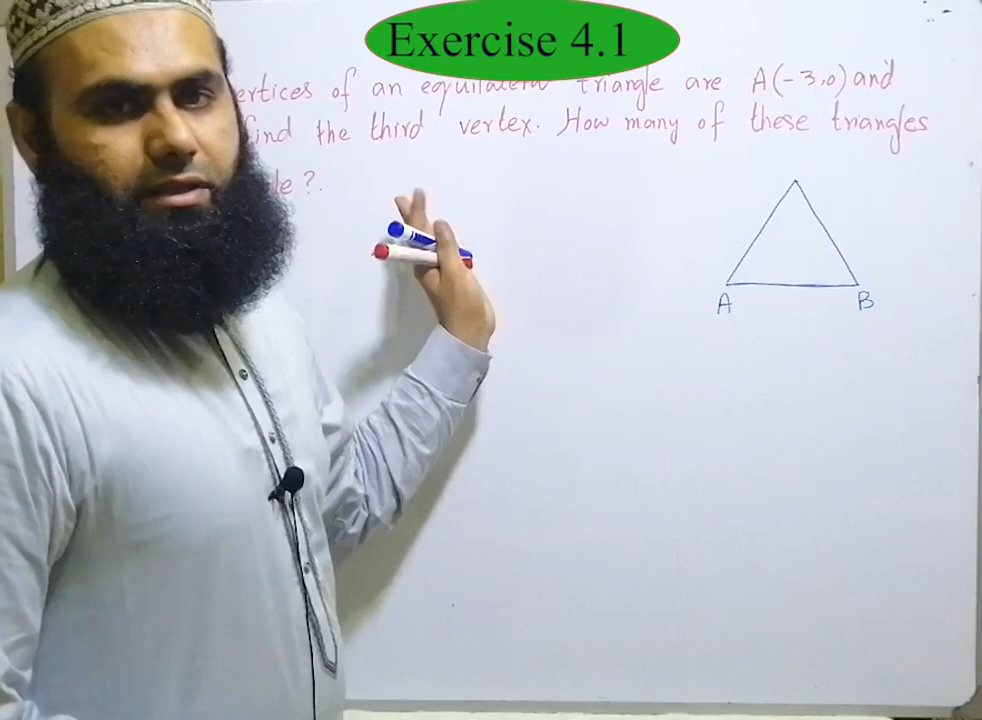 Exercise 4.1
ertices of an equilateral triangle are A(-3,0) and
find the third vertex. How many of these triangles
le ?.
A B